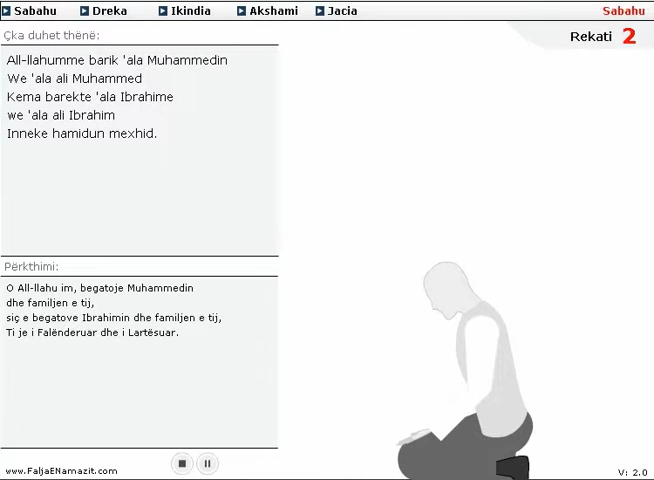 Sabahu Dreka Ikindia Akshami Jacia Sabahu
Çka duhet thënë:
Rekati 2
All-llahumme barik 'ala Muhammedin
We 'ala ali Muhammed
Kema barekte 'ala Ibrahime
we 'ala ali Ibrahim
Inneke hamidun mexhid.
Përkthimi:
O All-llahu im, begatoje Muhammedin
dhe familjen e tij,
siç e begatove Ibrahimin dhe familjen e tij,
Ti je i Falënderuar dhe i Lartësuar.
www.FaljaENamazit.com
V: 2.0